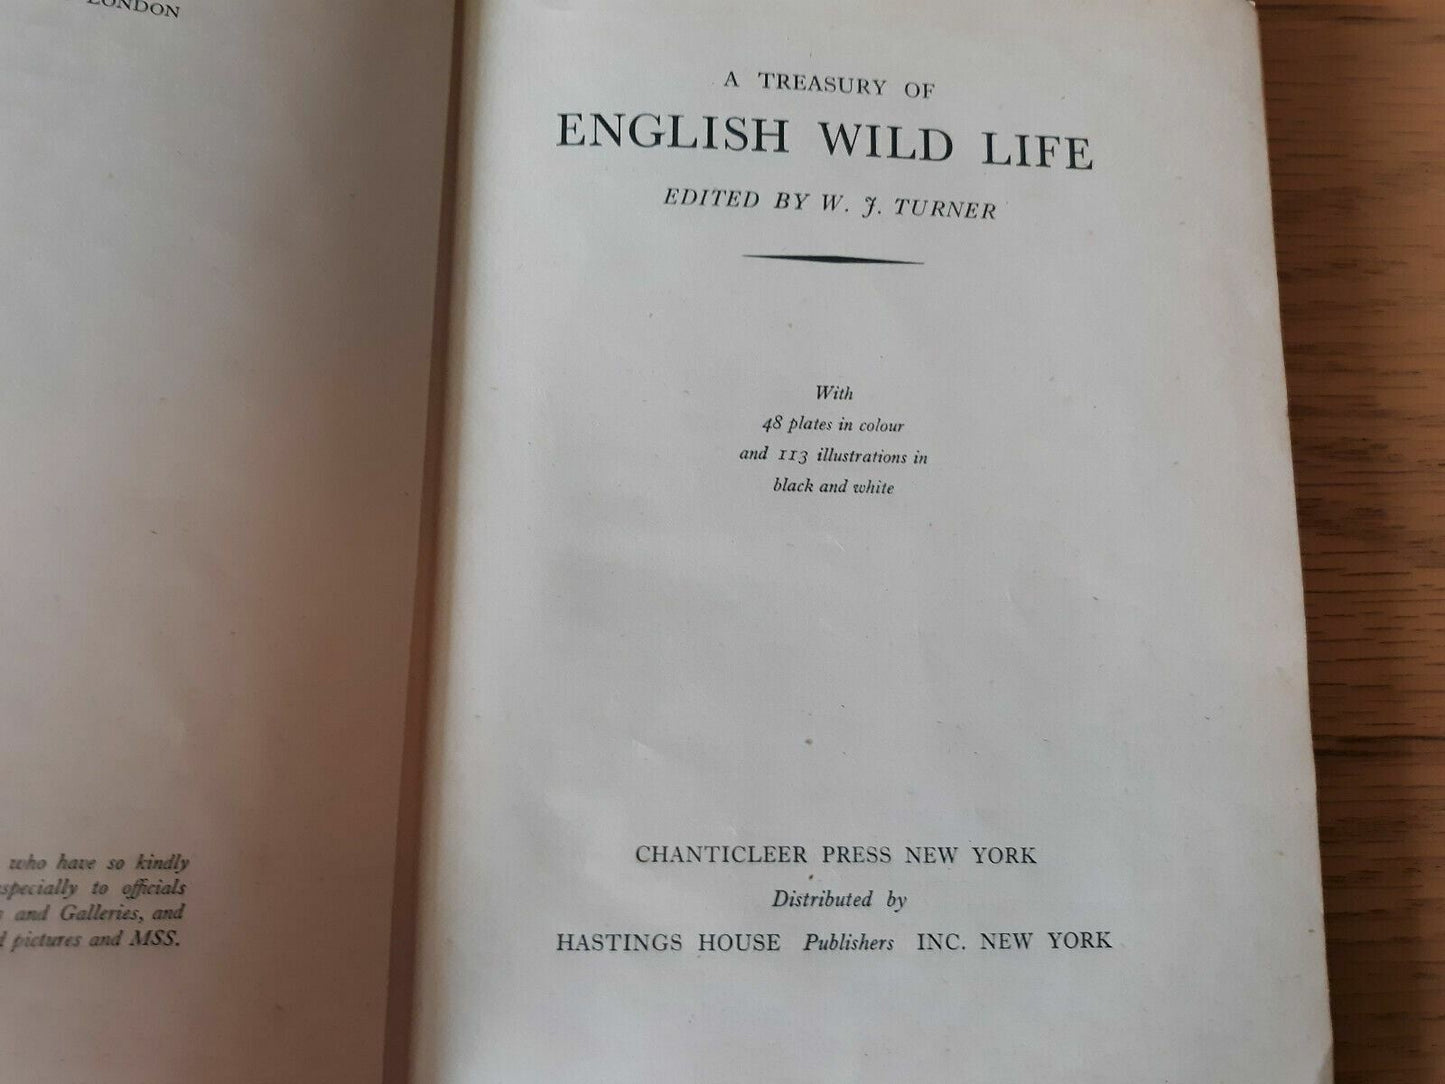 LONDON
who have so kindly
specially to officials
and Galleries, and
pictures and MSS.
A TREASURY OF
ENGLISH WILD LIFE
EDITED BY W. J. TURNER
With
48 plates in colour
and 113 illustrations in
black and white
CHANTICLEER PRESS NEW YORK
Distributed by
HASTINGS HOUSE Publishers INC. NEW YORK